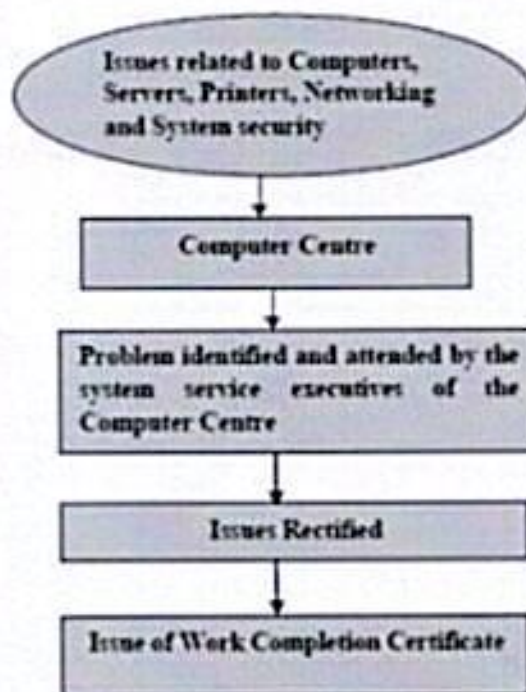 Issues related to Computers,
Servers, Printers, Networking
and System security
Computer Centre
Problem identified and attended by the
system service executives of the
Computer Centre
Issues Rectified
Issue of Work Completion Certificate